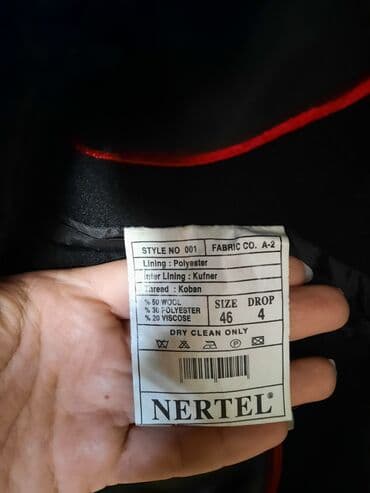 STYLE NO 001 FABRIC CO. A-2
Lining : Polyester
Inter Lining : Kufner
Thread : Koban
% 50 WOOL
% 30 POLYESTER
% 20 VISCOSE
SIZE DROP
46 4
DRY CLEAN ONLY
NERTEL®